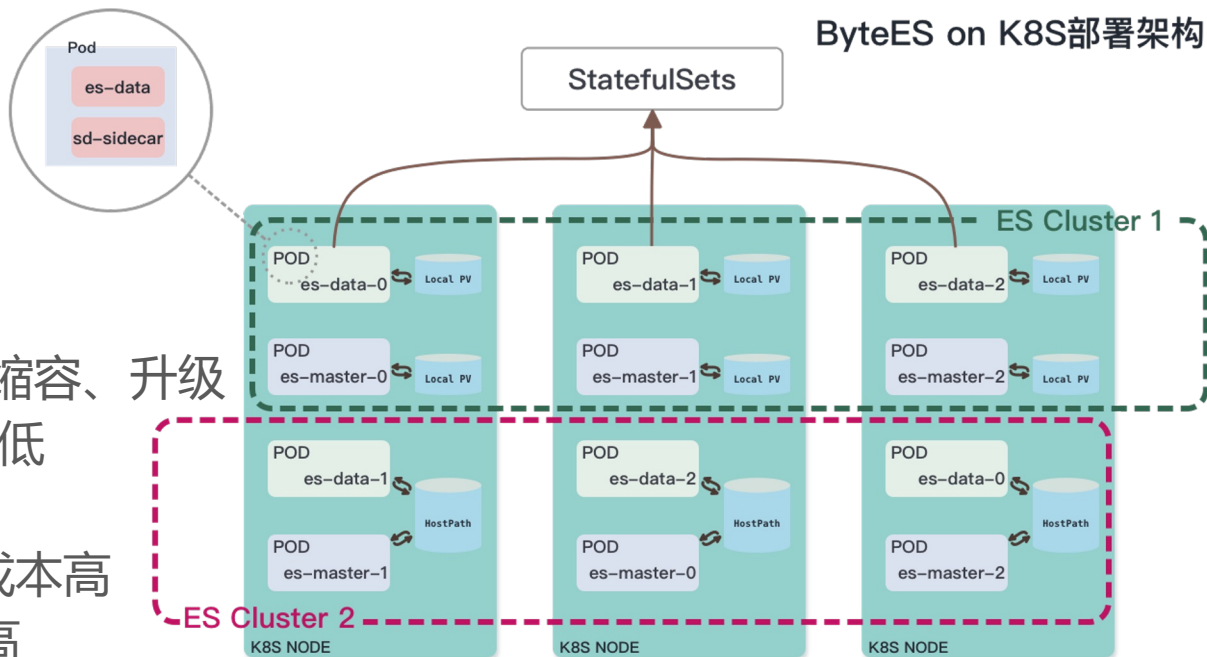 ByteES on K8S部署架构
Pod
es-data
sd-sidecar
StatefulSets
ES Cluster 1
POD
es-data-0
Local PV
POD
es-data-1
Local PV
POD
es-data-2
Local PV
POD
es-master-0
Local PV
POD
es-master-1
Local PV
POD
es-master-2
Local PV
缩容、升级
低
成本高
高
POD
es-data-1
HostPath
POD
es-master-1
POD
es-data-2
HostPath
POD
es-master-0
POD
es-data-0
HostPath
POD
es-master-2
ES Cluster 2
K8S NODE
K8S NODE
K8S NODE